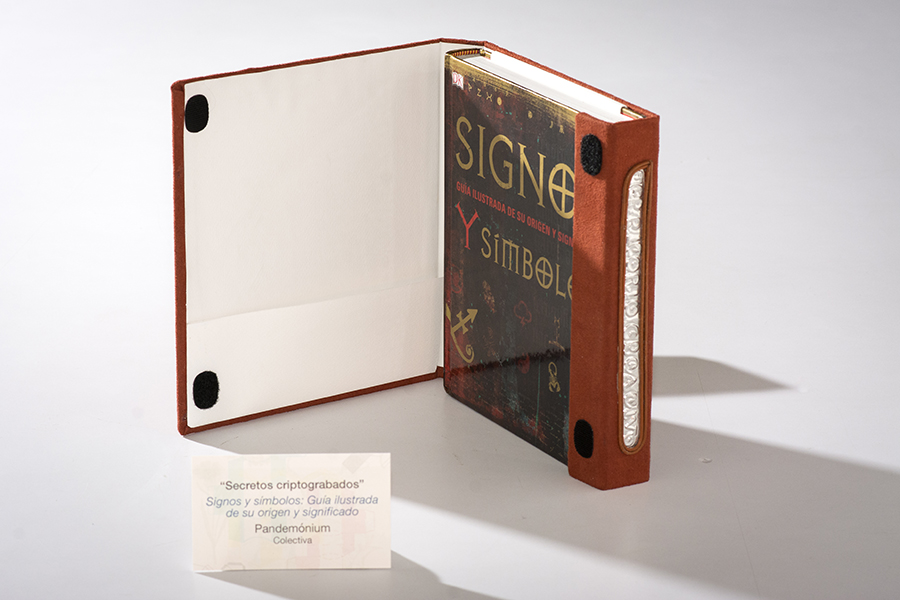 DK
SIGNO
GUÍA ILUSTRADA DE SU ORIGEN Y SIGN
Y SÍMBOLO
“Secretos criptograbados”
Signos y símbolos: Guía ilustrada
de su origen y significado
Pandemónium
Colectiva